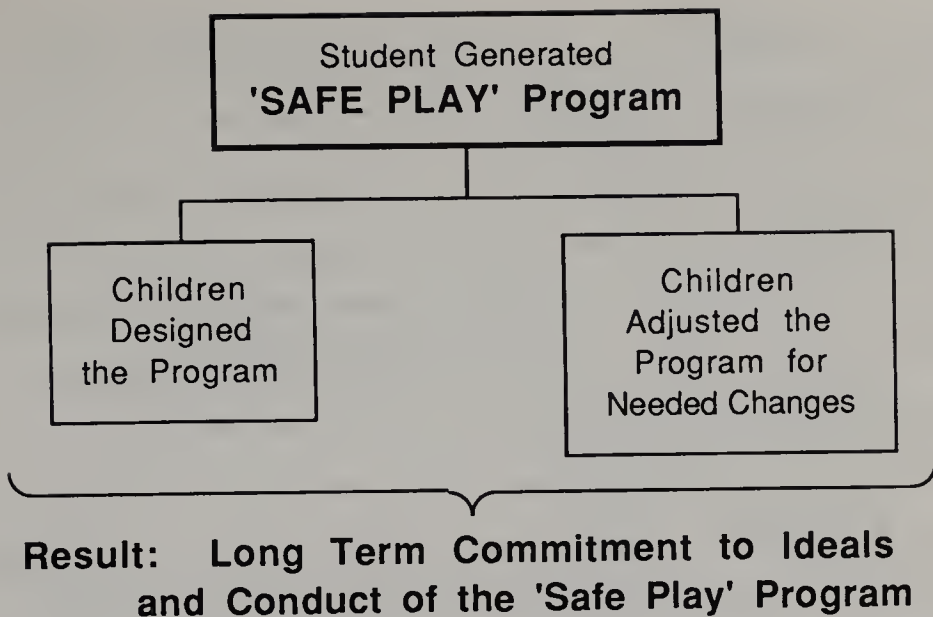 Student Generated
'SAFE PLAY' Program
Children
Designed
the Program
Children
Adjusted the
Program for
Needed Changes
Result: Long Term Commitment to Ideals
and Conduct of the 'Safe Play' Program